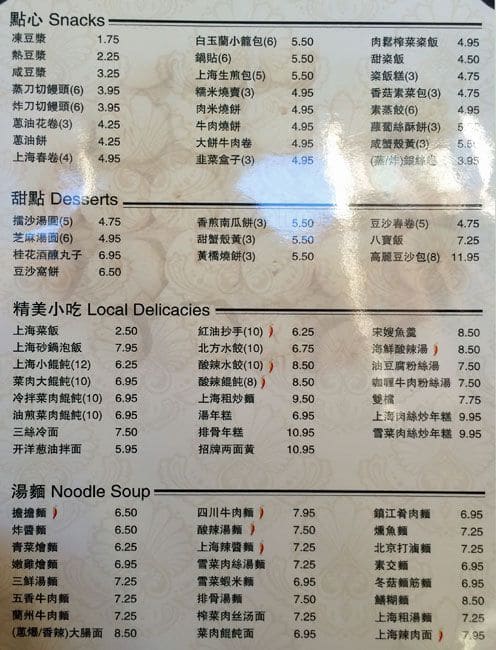 點心 Snacks
凍豆漿 1.75
熱豆漿 2.25
咸豆漿 3.25
蒸刀切饅頭(6) 3.95
炸刀切饅頭(6) 3.95
蔥油花卷(3) 4.25
蔥油餅 4.25
上海春卷(4) 4.95
白玉蘭小籠包(6) 5.50
鍋貼(6) 5.50
上海生煎包(5) 5.50
糯米燒賣(3) 4.95
肉米燒餅 4.95
牛肉燒餅 4.95
大餅牛肉卷 4.95
韭菜盒子(3) 4.95
肉鬆榨菜粢飯 4.95
甜粢飯 4.50
粢飯糕(3) 4.75
香菇素菜包(3) 4.75
素蒸餃(6) 4.95
蘿蔔絲酥餅(3)
咸蟹殼黃(3)
(蒸/炸)銀絲卷 3.95
甜點 Desserts
擂沙湯圓(5) 4.75
芝麻湯圓(6) 4.95
桂花酒釀丸子 6.95
豆沙窩餅 6.50
香煎南瓜餅(3) 5.50
甜蟹殼黃(3) 5.50
黃橋燒餅(3) 5.50
豆沙春卷(5) 4.75
八寶飯 7.25
高麗豆沙包(8) 11.95
精美小吃 Local Delicacies
上海菜飯 2.50
上海砂鍋泡飯 7.95
上海小餛飩(12) 6.25
菜肉大餛飩(10) 6.95
冷拌菜肉餛飩(10) 6.95
油煎菜肉餛飩(10) 6.95
三絲冷面 7.50
开洋葱油拌面 5.95
紅油抄手(10) 6.25
北方水餃(10) 6.75
酸辣水餃(10) 8.50
酸辣餛飩(8) 8.50
上海粗炒麵 9.50
湯年糕 6.95
排骨年糕 10.95
招牌两面黃 10.95
宋嫂魚羹 8.50
海鮮酸辣湯 8.50
油豆腐粉絲湯 7.50
咖喱牛肉粉絲湯 7.50
雙檔 7.75
上海肉絲炒年糕 9.95
雪菜肉絲炒年糕 9.95
湯麵 Noodle Soup
擔擔麵 6.50
炸醬麵 6.50
青菜燴麵 6.25
嫩雞燴麵 6.95
三鮮湯麵 7.25
五香牛肉麵 7.25
蘭州牛肉麵 7.25
(蔥爆/香辣)大腸面 8.50
四川牛肉麵 7.95
酸辣湯麵 7.50
上海辣醬麵 7.25
雪菜肉絲湯麵 7.25
雪菜蝦米麵 6.95
排骨湯麵 7.50
榨菜肉丝汤面 7.25
菜肉餛飩面 6.95
鎮江肴肉麵 6.95
燻魚麵 7.25
北京打滷麵 7.25
素交麵 6.95
冬菇麵筋麵 6.95
鱔糊麵 8.50
上海粗湯麵 7.25
上海辣肉面 7.95